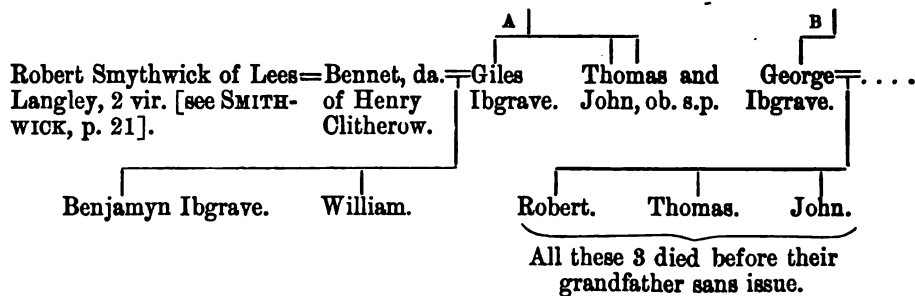 A B
Robert Smythwick of Lees=Bennet, da.=Giles Thomas and George=. . . .
Langley, 2 vir. [see SMITH- of Henry Ibgrave. John, ob. s.p. Ibgrave.
WICK, p. 21]. Clitherow.
Benjamyn Ibgrave. William. Robert. Thomas. John.
All these 3 died before their
grandfather sans issue.